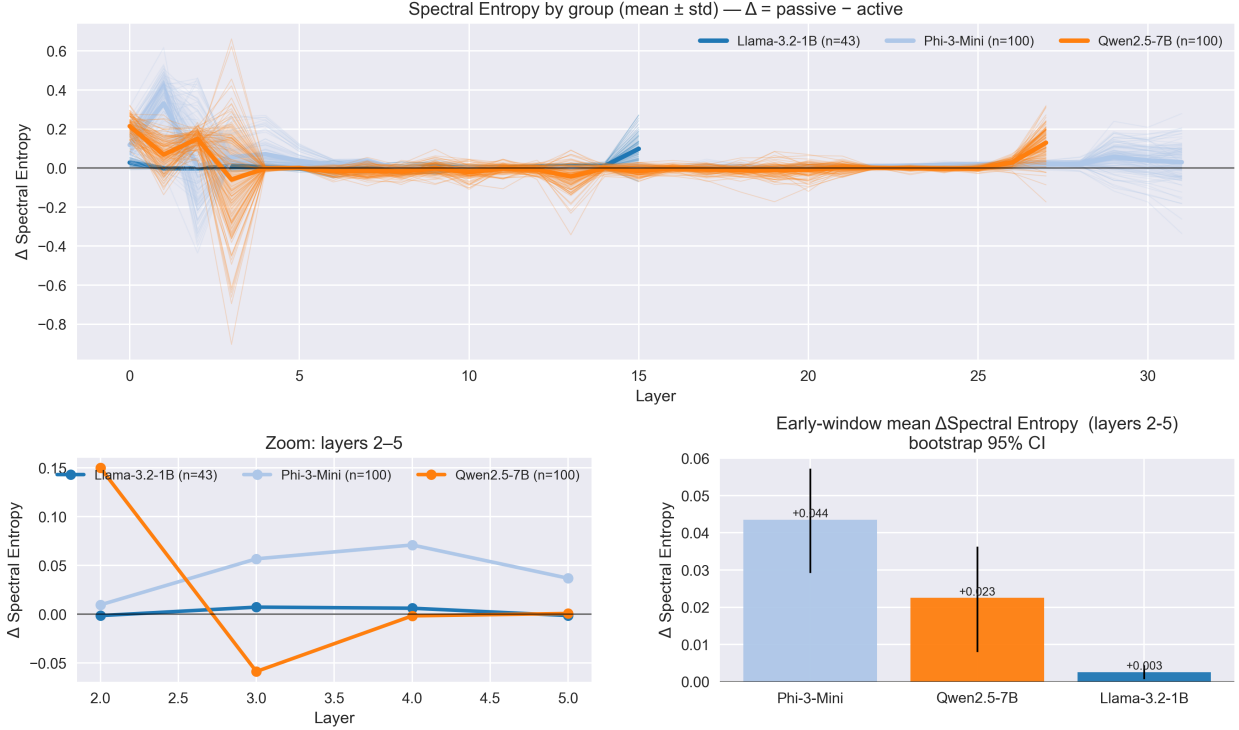 Spectral Entropy by group (mean ± std) — Δ = passive − active
Llama-3.2-1B (n=43) Phi-3-Mini (n=100) Qwen2.5-7B (n=100)
Δ Spectral Entropy
0.6
0.4
0.2
0.0
−0.2
−0.4
−0.6
−0.8
0 5 10 15 20 25 30
Layer
Zoom: layers 2–5
Llama-3.2-1B (n=43) Phi-3-Mini (n=100) Qwen2.5-7B (n=100)
Δ Spectral Entropy
0.15
0.10
0.05
0.00
−0.05
2.0 2.5 3.0 3.5 4.0 4.5 5.0
Layer
Early-window mean ΔSpectral Entropy (layers 2-5)
bootstrap 95% CI
Δ Spectral Entropy
0.06
0.05
0.04
0.03
0.02
0.01
0.00
+0.044
+0.023
+0.003
Phi-3-Mini Qwen2.5-7B Llama-3.2-1B